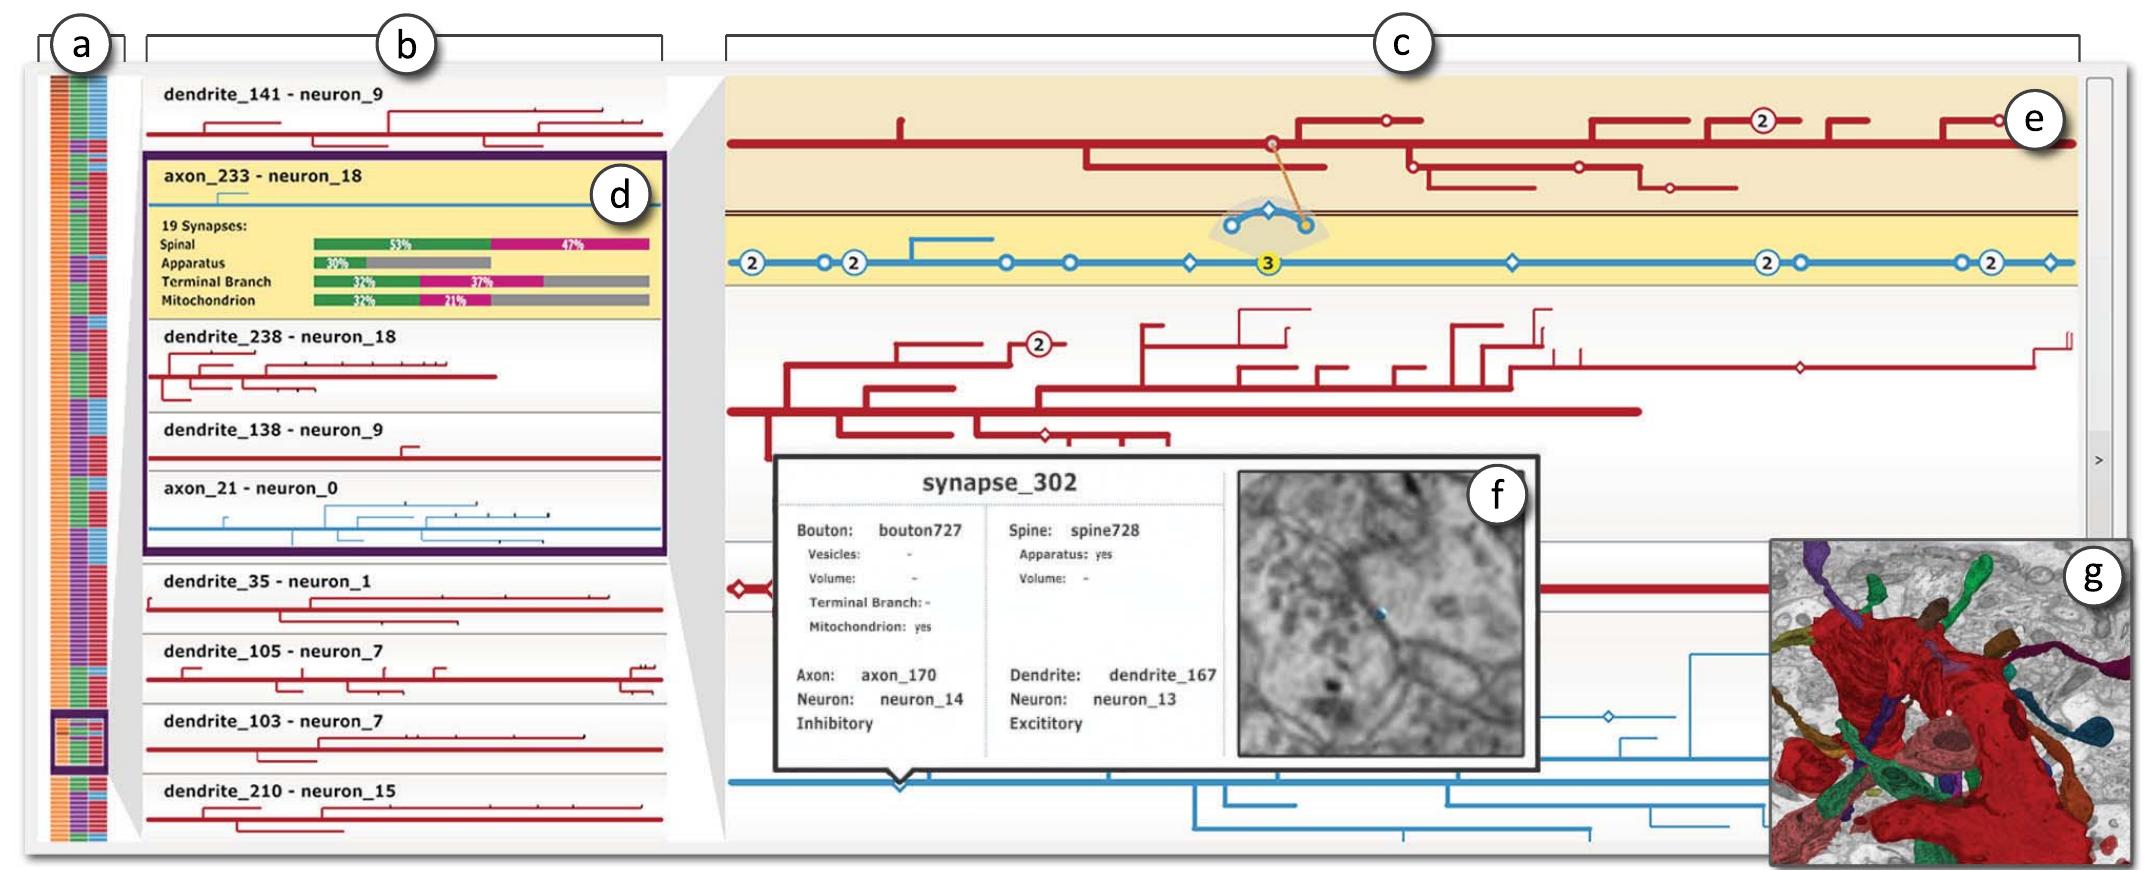 a
b
c
dendrite_141 - neuron_9
axon_233 - neuron_18
d
19 Synapses:
Spinal 53% 47%
Apparatus 30%
Terminal Branch 32% 37%
Mitochondrion 32% 21%
dendrite_238 - neuron_18
dendrite_138 - neuron_9
axon_21 - neuron_0
dendrite_35 - neuron_1
dendrite_105 - neuron_7
dendrite_103 - neuron_7
dendrite_210 - neuron_15
2
e
2 2 3 2 2
2
>
synapse_302
f
Bouton: bouton727
Vesicles: -
Volume: -
Terminal Branch: -
Mitochondrion: yes
Axon: axon_170
Neuron: neuron_14
Inhibitory
Spine: spine728
Apparatus: yes
Volume: -
Dendrite: dendrite_167
Neuron: neuron_13
Excititory
g